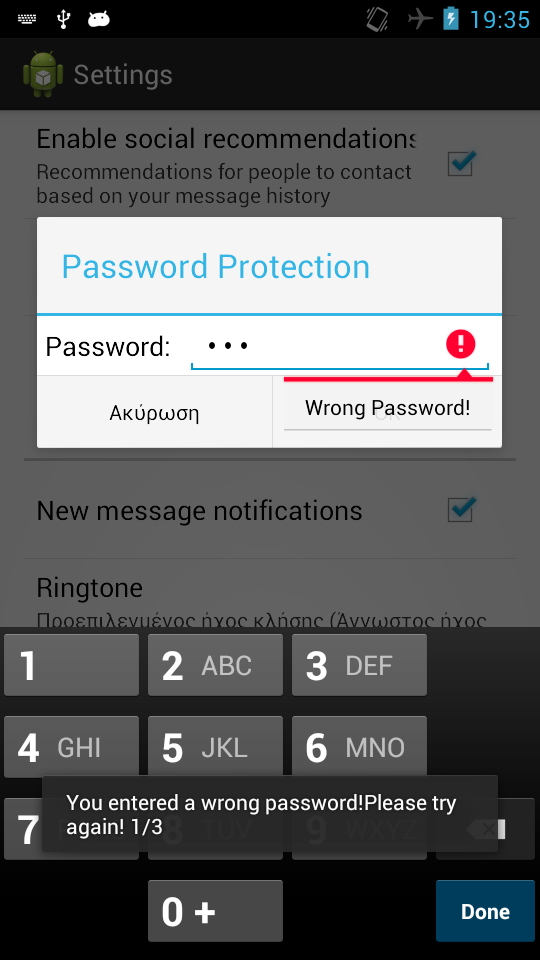 19:35
Settings
Enable social recommendations
Recommendations for people to contact
based on your message history
Password Protection
Password:
Ακύρωση
Wrong Password!
New message notifications
Ringtone
Προεπιλεγμένος ήχος κλήσης (Άγνωστος ήχος
1
2 ABC
3 DEF
4 GHI
5 JKL
6 MNO
7
8 TUV
9 WXYZ
You entered a wrong password!Please try
again! 1/3
0 +
Done